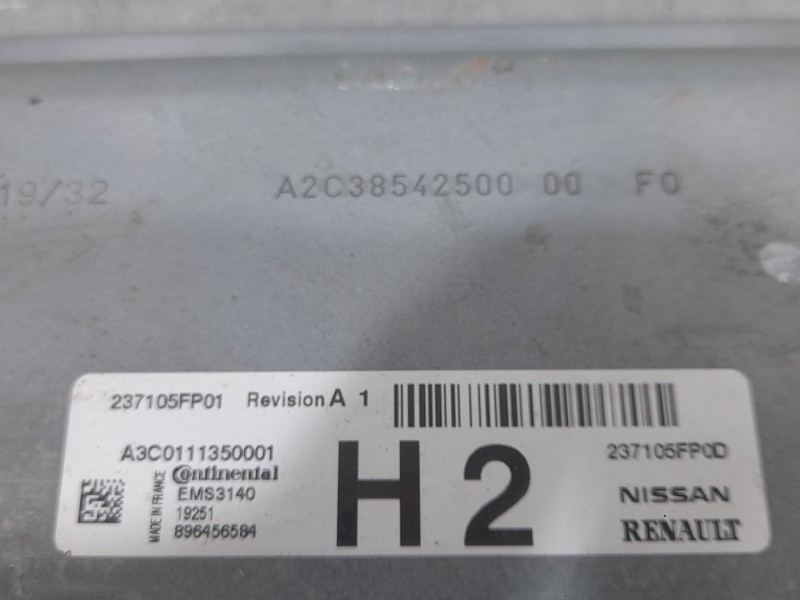 19/32 A2C38542500 00 F0
237105FP01 Revision A 1
A3C0111350001 H2 237105FP0D
Continental
EMS3140 NISSAN
MADE IN FRANCE
19251
896456584 RENAULT